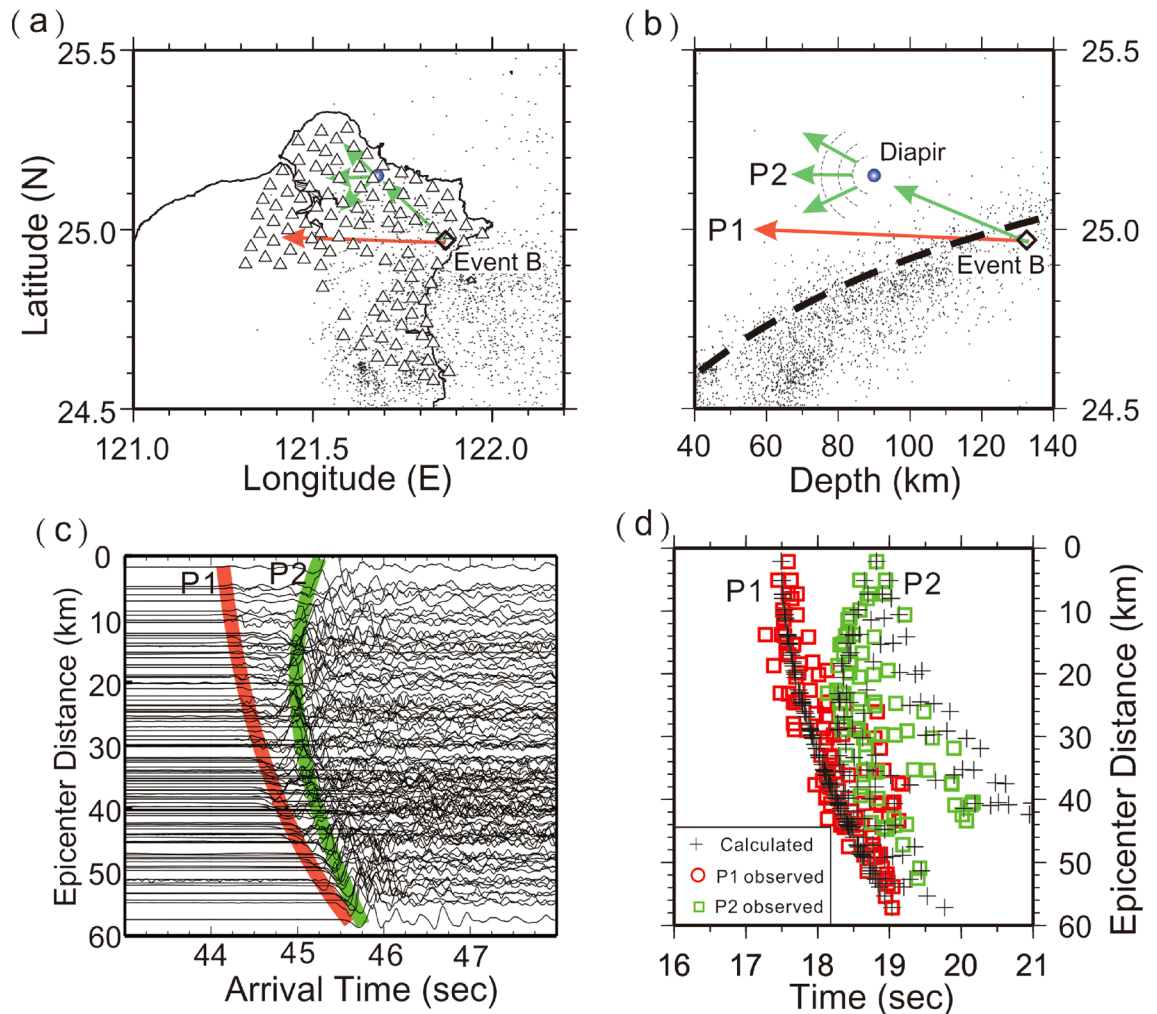 (a)
(b)
25.5
25.0
24.5
Latitude (N)
Event B
121.0
121.5
122.0
Longitude (E)
Diapir
P2
P1
Event B
25.5
25.0
24.5
40
60
80
100
120
140
Depth (km)
(c)
(d)
0
10
20
30
40
50
60
Epicenter Distance (km)
P1
P2
44
45
46
47
Arrival Time (sec)
P1
P2
Calculated
P1 observed
P2 observed
0
10
20
30
40
50
60
Epicenter Distance (km)
16
17
18
19
20
21
Time (sec)